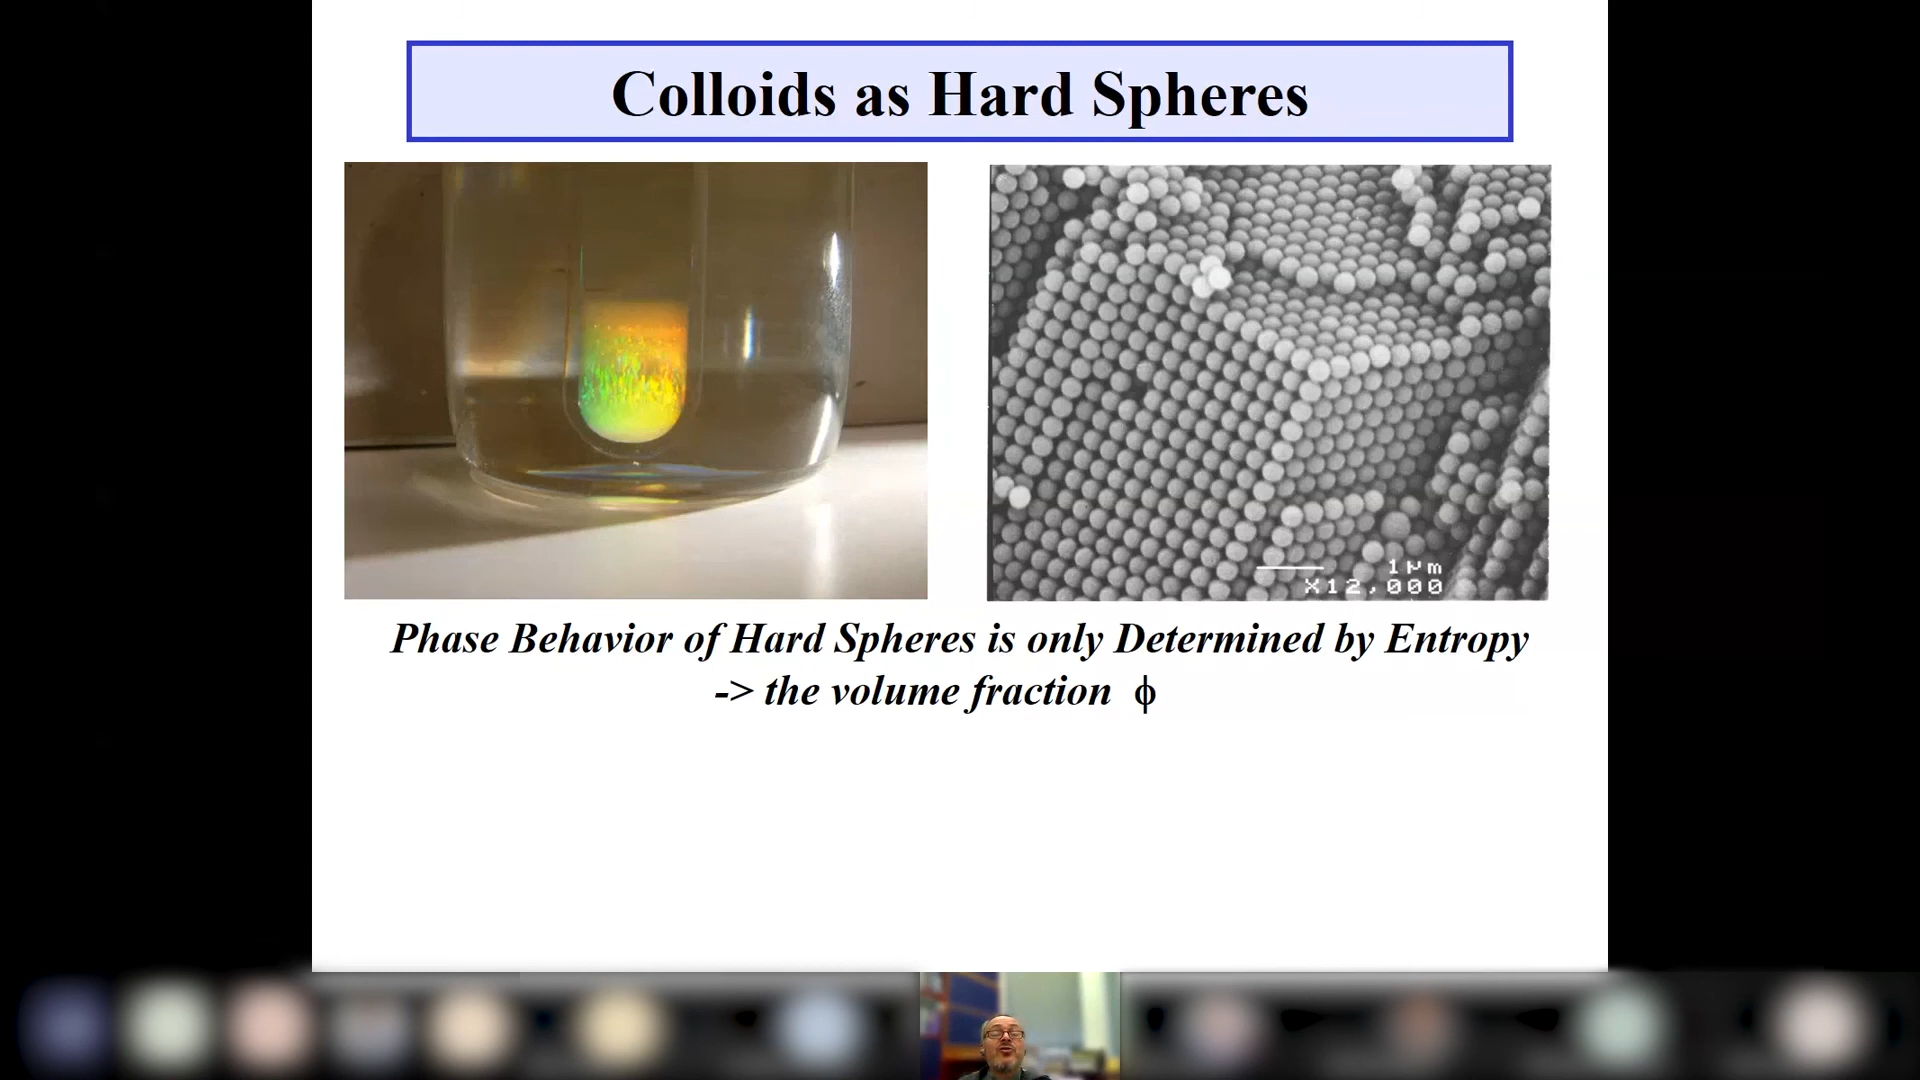 Colloids as Hard Spheres
1µm
X12,000
Phase Behavior of Hard Spheres is only Determined by Entropy
-> the volume fraction ϕ